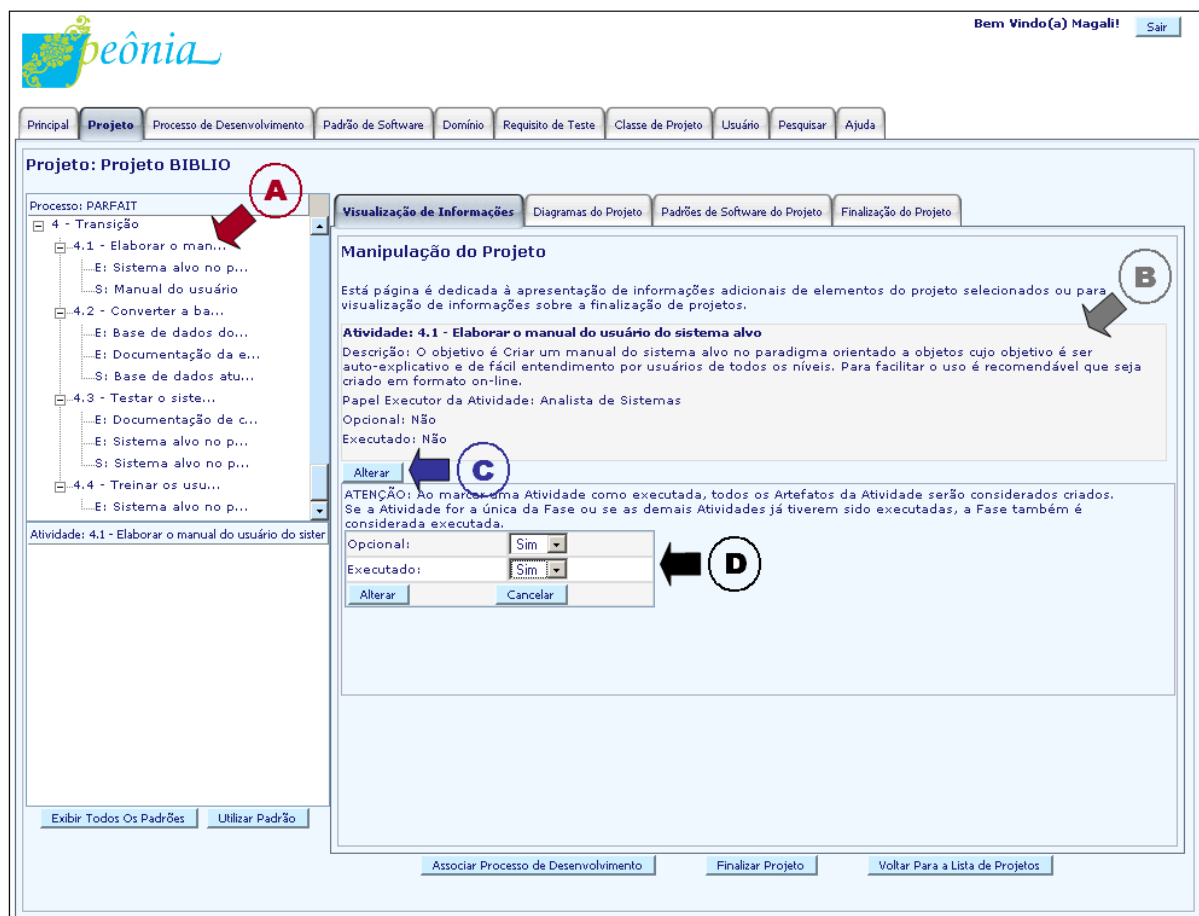 Bem Vindo(a) Magali!
Sair
peônia
Principal
Projeto
Processo de Desenvolvimento
Padrão de Software
Domínio
Requisito de Teste
Classe de Projeto
Usuário
Pesquisar
Ajuda
Projeto: Projeto BIBLIO
A
Processo: PARFAIT
4 - Transição
4.1 - Elaborar o man...
E: Sistema alvo no p...
S: Manual do usuário
4.2 - Converter a ba...
E: Base de dados do...
E: Documentação da e...
S: Base de dados atu...
4.3 - Testar o siste...
E: Documentação de c...
E: Sistema alvo no p...
S: Sistema alvo no p...
4.4 - Treinar os usu...
E: Sistema alvo no p...
Atividade: 4.1 - Elaborar o manual do usuário do sister
Exibir Todos Os Padrões
Utilizar Padrão
Visualização de Informações
Diagramas do Projeto
Padrões de Software do Projeto
Finalização do Projeto
Manipulação do Projeto
B
Está página é dedicada à apresentação de informações adicionais de elementos do projeto selecionados ou para
visualização de informações sobre a finalização de projetos.
Atividade: 4.1 - Elaborar o manual do usuário do sistema alvo
Descrição: O objetivo é Criar um manual do sistema alvo no paradigma orientado a objetos cujo objetivo é ser
auto-explicativo e de fácil entendimento por usuários de todos os níveis. Para facilitar o uso é recomendável que seja
criado em formato on-line.
Papel Executor da Atividade: Analista de Sistemas
Opcional: Não
Executado: Não
Alterar
C
ATENÇÃO: Ao marcar uma Atividade como executada, todos os Artefatos da Atividade serão considerados criados.
Se a Atividade for a única da Fase ou se as demais Atividades já tiverem sido executadas, a Fase também é
considerada executada.
Opcional: Sim
Executado: Sim
D
Alterar
Cancelar
Associar Processo de Desenvolvimento
Finalizar Projeto
Voltar Para a Lista de Projetos